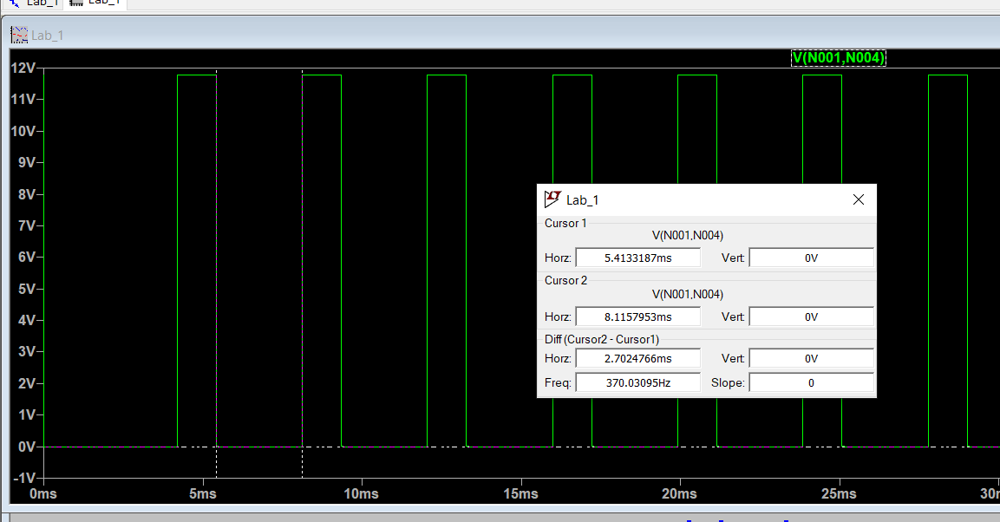 Lab_1 Lab_1
Lab_1
V(N001,N004)
12V
11V
10V
9V
8V
7V
6V
5V
4V
3V
2V
1V
0V
-1V
0ms 5ms 10ms 15ms 20ms 25ms
Lab_1
Cursor 1
V(N001,N004)
Horz: 5.4133187ms Vert: 0V
Cursor 2
V(N001,N004)
Horz: 8.1157953ms Vert: 0V
Diff (Cursor2 - Cursor1)
Horz: 2.7024766ms Vert: 0V
Freq: 370.03095Hz Slope: 0